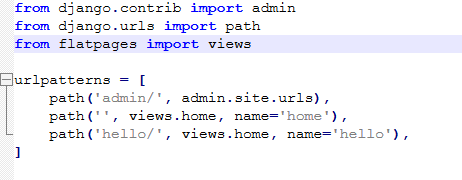 from django.contrib import admin
from django.urls import path
from flatpages import views

urlpatterns = [
    path('admin/', admin.site.urls),
    path('', views.home, name='home'),
    path('hello/', views.home, name='hello'),
]